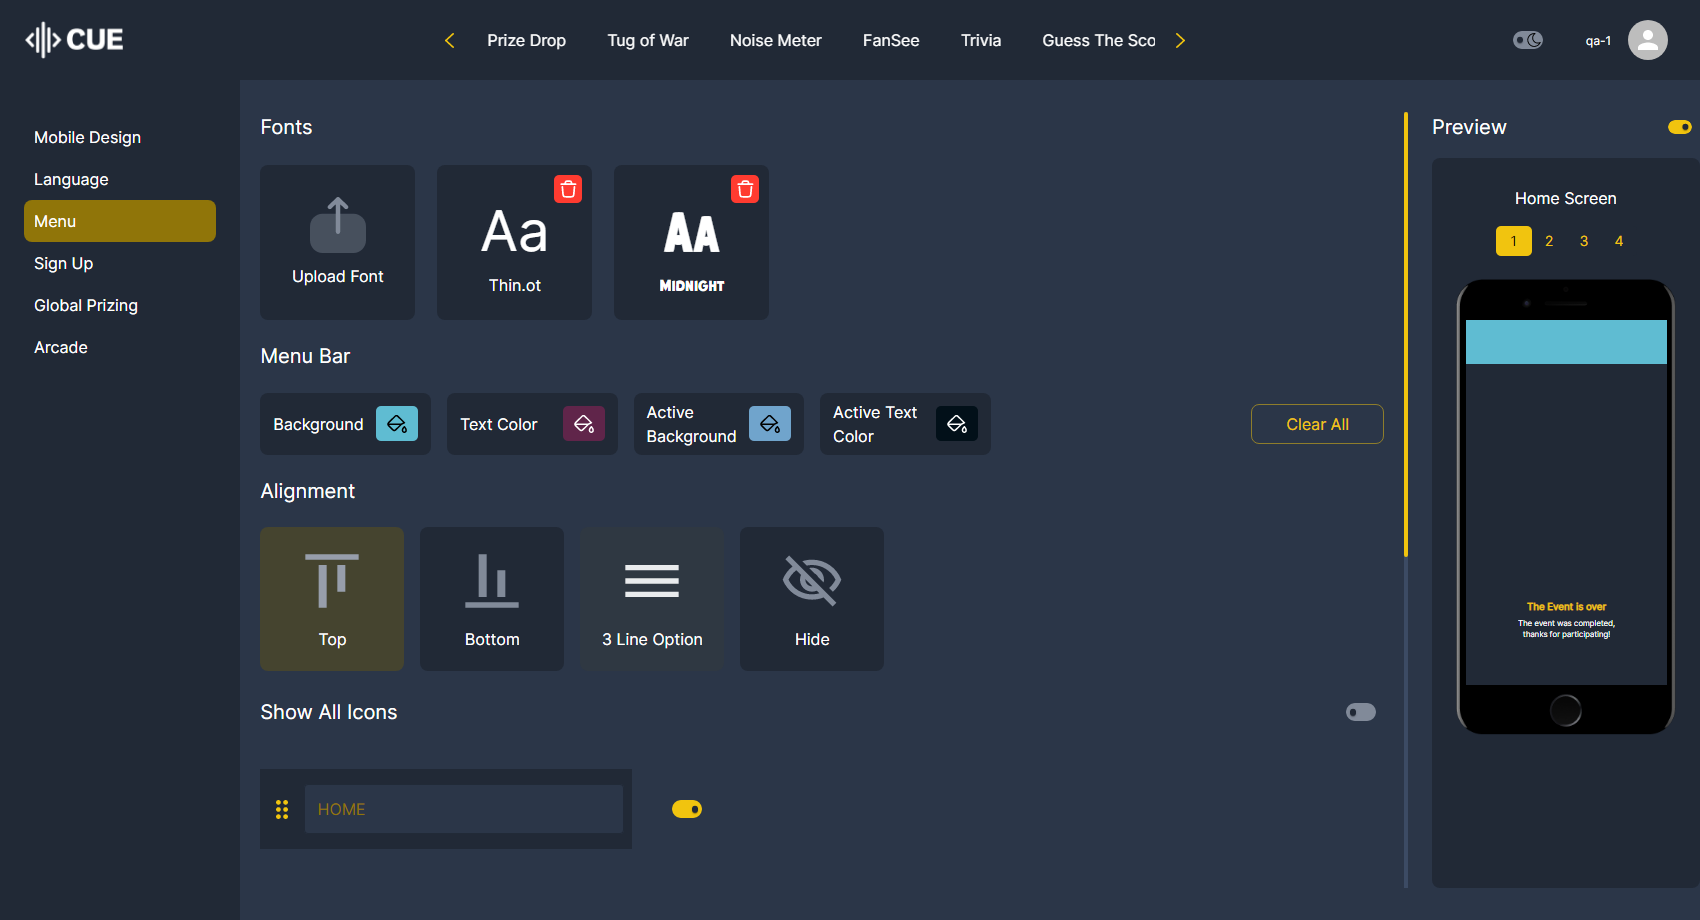 CUE
Prize Drop
Tug of War
Noise Meter
FanSee
Trivia
Guess The Sco
qa-1
Mobile Design
Language
Menu
Sign Up
Global Prizing
Arcade
Fonts
Upload Font
Aa
Thin.ot
AA
MIDNIGHT
Menu Bar
Background
Text Color
Active
Background
Active Text
Color
Clear All
Alignment
Top
Bottom
3 Line Option
Hide
Show All Icons
HOME
Preview
Home Screen
1 2 3 4
The Event is over
The event was completed,
thanks for participating!